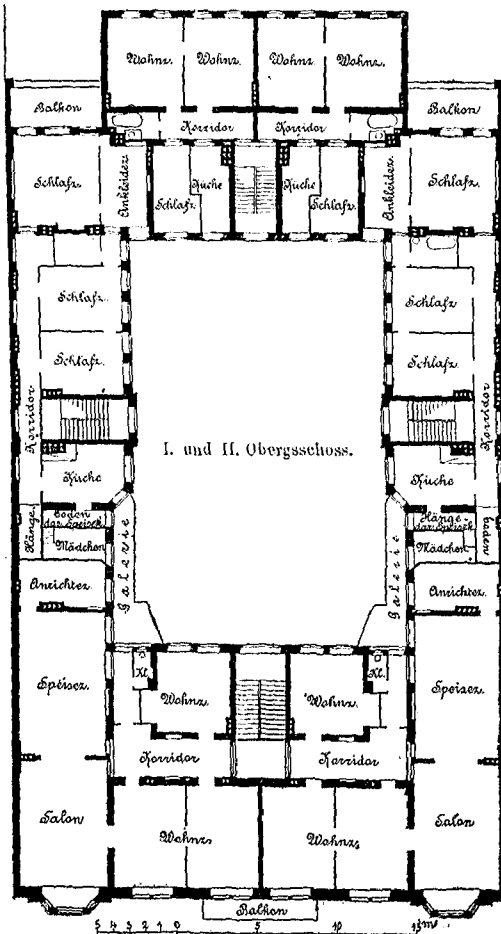 Wohnz. Wohnz. Wohnz. Wohnz.
Balkon Balkon
Korridor Korridor
Schlafz. Ankleidez. Schlafz. Küche Küche Schlafz. Ankleidez. Schlafz.
Schlafz. Schlafz.
Schlafz. Schlafz.
Korridor Korridor
I. und II. Obergsschoss.
Küche Küche
Hänge Boden Hänge- Boden
dar. Speisek. dar. Speisek.
Mädchen Mädchen
Galerie Galerie
Anrichtez. Anrichtez.
Kl. Kl.
Speisez. Wohnz. Wohnz. Speisez.
Korridor Korridor
Salon Wohnz. Wohnz. Salon
Balkon
5 4 3 2 1 0 5 10 15m